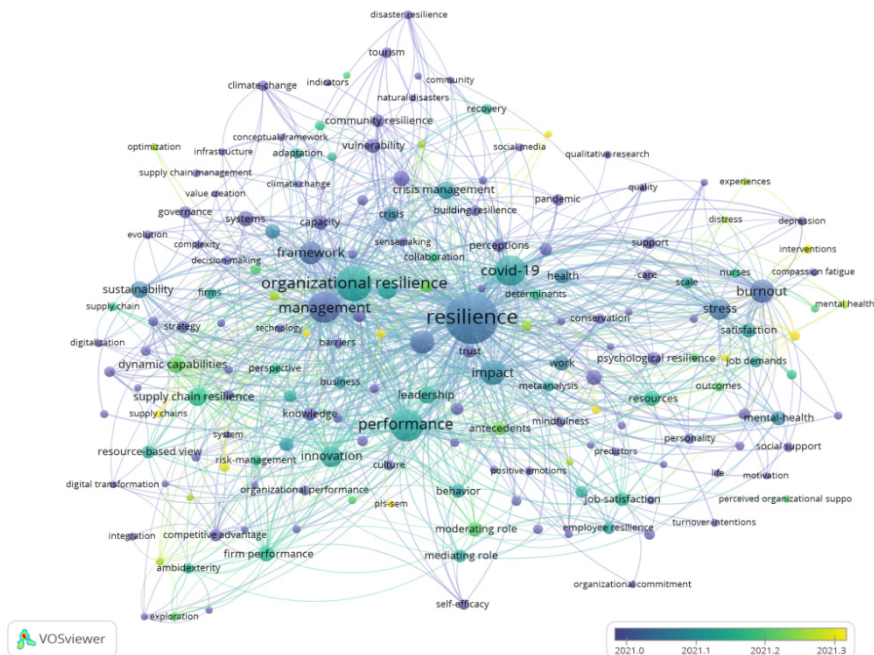 disaster resilience
tourism
climate-change
indicators
community
natural disasters
recovery
community resilience
conceptual framework
vulnerability
optimization
infrastructure
adaptation
social media
qualitative research
supply chain management
climate change
crisis management
experiences
value creation
pandemic
quality
governance
systems
capacity
crisis
building resilience
distress
depression
evolution
complexity
sensemaking
perceptions
support
interventions
decision-making
framework
collaboration
covid-19
health
care
nurses
compassion fatigue
sustainability
firms
organizational resilience
determinants
scale
burnout
supply chain
management
resilience
stress
mental health
strategy
technology
conservation
satisfaction
digitalization
barriers
trust
dynamic capabilities
perspective
work
psychological resilience
job demands
business
impact
metaanalysis
outcomes
supply chain resilience
leadership
resources
supply chains
knowledge
performance
antecedents
mindfulness
mental-health
system
personality
resource-based view
risk-management
innovation
culture
predictors
social support
positive emotions
life
motivation
digital transformation
organizational performance
behavior
job-satisfaction
perceived organizational suppo
pls-sem
integration
competitive advantage
moderating role
employee resilience
turnover intentions
firm performance
mediating role
ambidexterity
organizational commitment
self-efficacy
exploration
VOSviewer
2021.0 2021.1 2021.2 2021.3